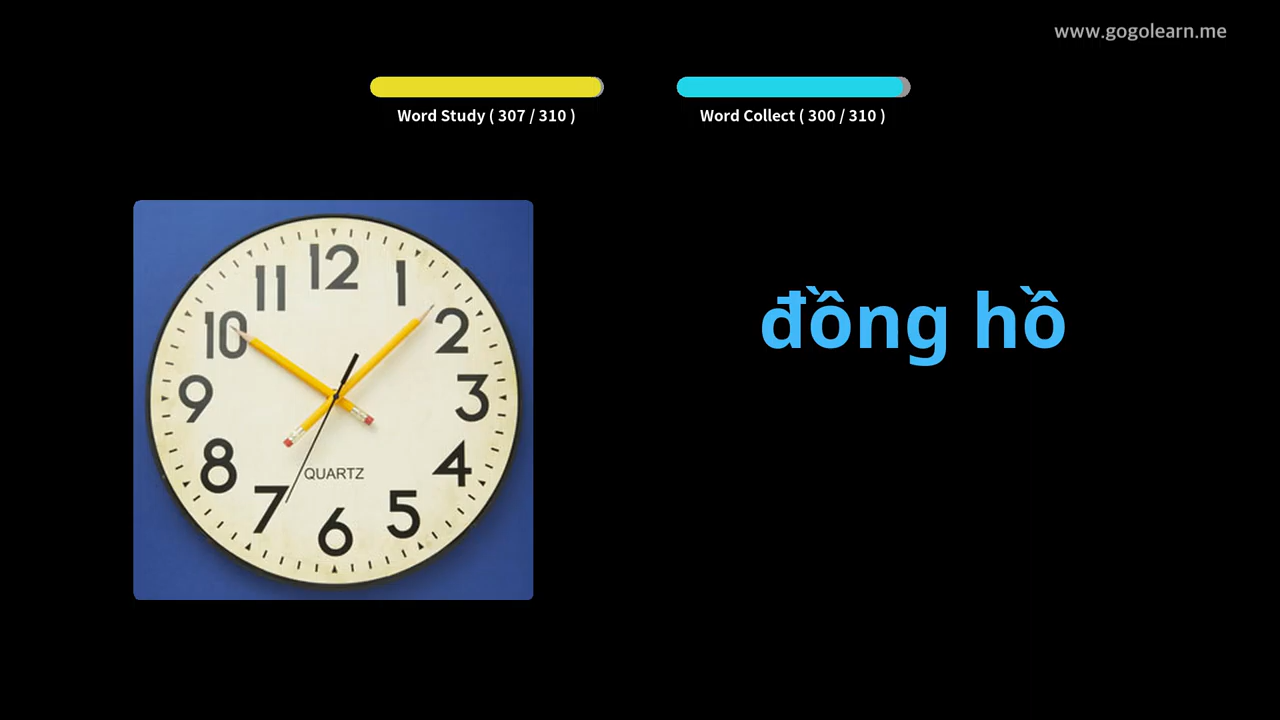 www.gogolearn.me
Word Study ( 307 / 310 )
Word Collect ( 300 / 310 )
12
11
1
10
2
9
3
8
4
7
5
6
QUARTZ
đồng hồ